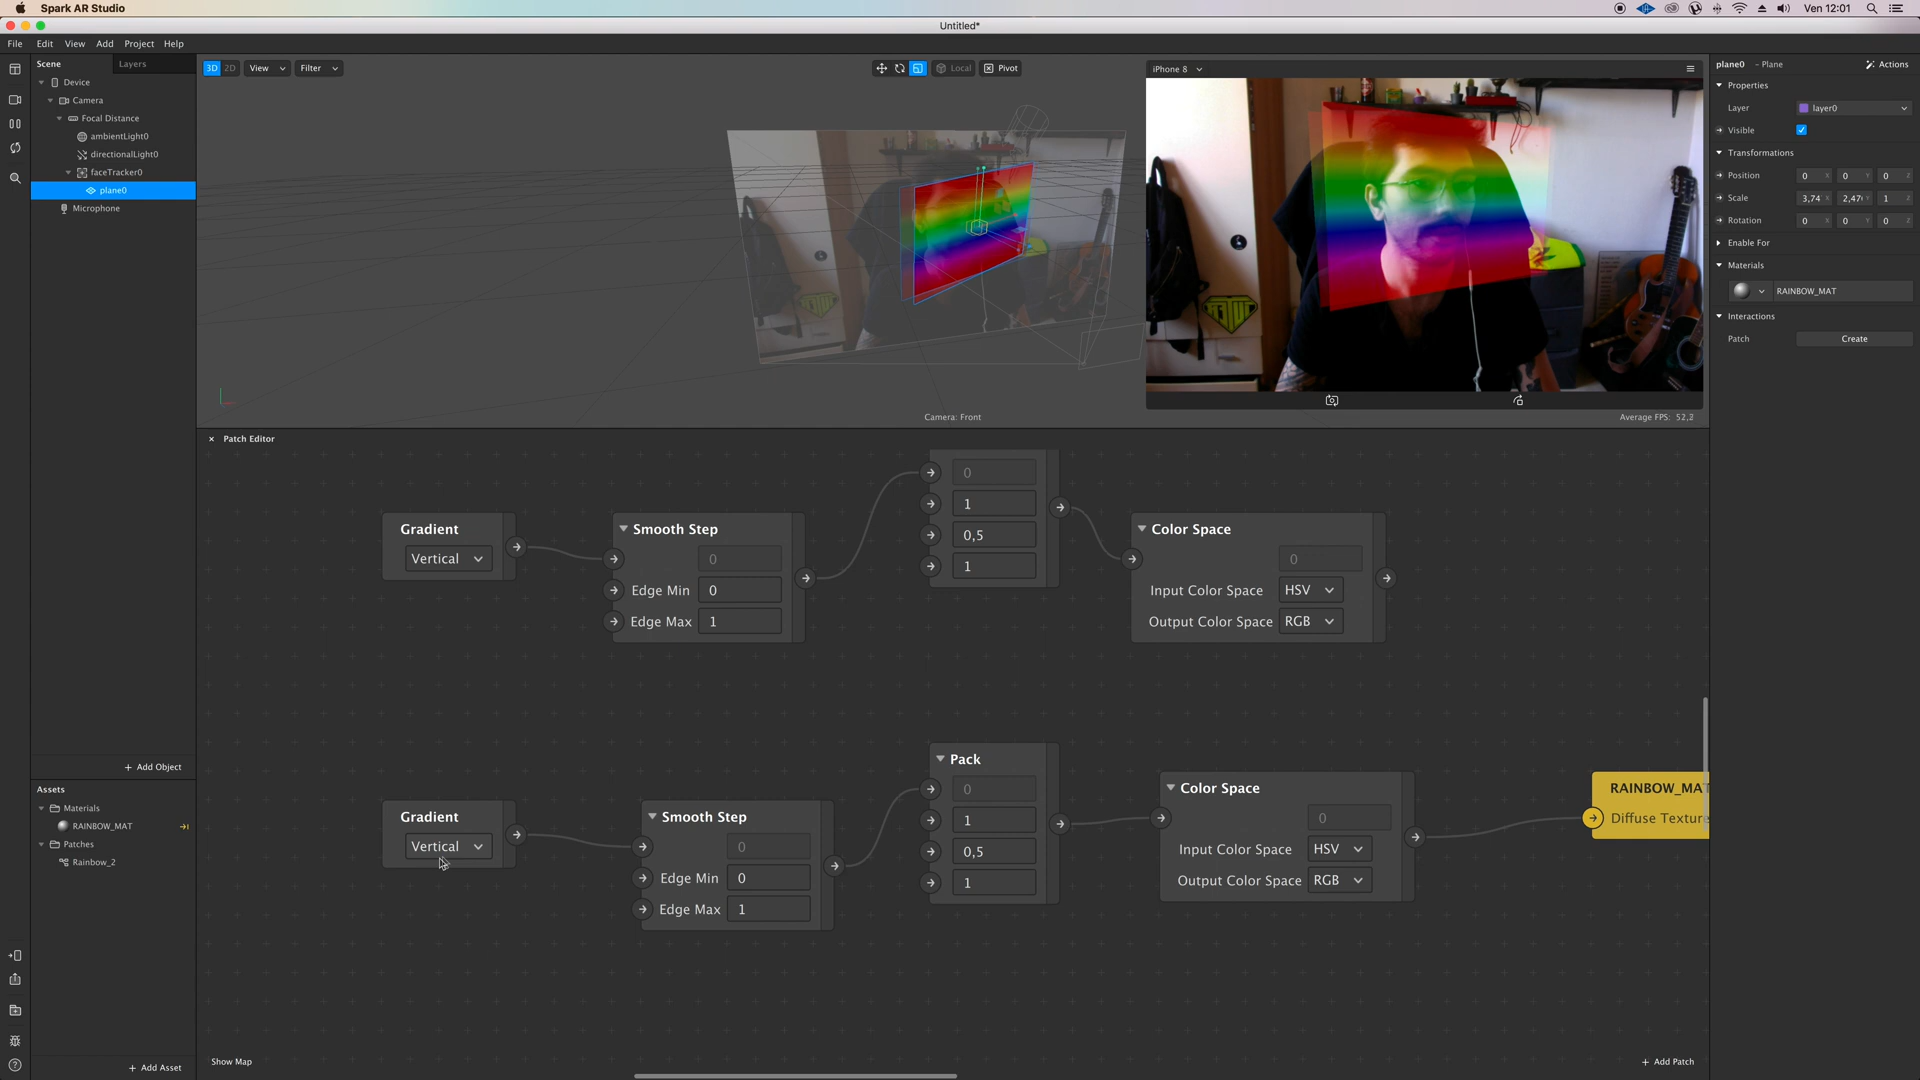 Spark AR Studio
Ven 12:01
Untitled*
File Edit View Add Project Help
Scene Layers
Device
Camera
Focal Distance
ambientLight0
directionalLight0
faceTracker0
plane0
Microphone
+ Add Object
Assets
Materials
RAINBOW_MAT
Patches
Rainbow_2
+ Add Asset
3D 2D View Filter
Local Pivot
Camera: Front
iPhone 8
Average FPS: 52,2
plane0 - Plane Actions
Properties
Layer layer0
Visible
Transformations
Position 0 X 0 Y 0 Z
Scale 3,74 X 2,47 Y 1 Z
Rotation 0 X 0 Y 0 Z
Enable For
Materials
RAINBOW_MAT
Interactions
Patch Create
× Patch Editor
0
1
0,5
1
Gradient
Vertical
Smooth Step
0
Edge Min 0
Edge Max 1
Color Space
0
Input Color Space HSV
Output Color Space RGB
Gradient
Vertical
Smooth Step
0
Edge Min 0
Edge Max 1
Pack
0
1
0,5
1
Color Space
0
Input Color Space HSV
Output Color Space RGB
RAINBOW_MAT
Diffuse Texture
Show Map
+ Add Patch